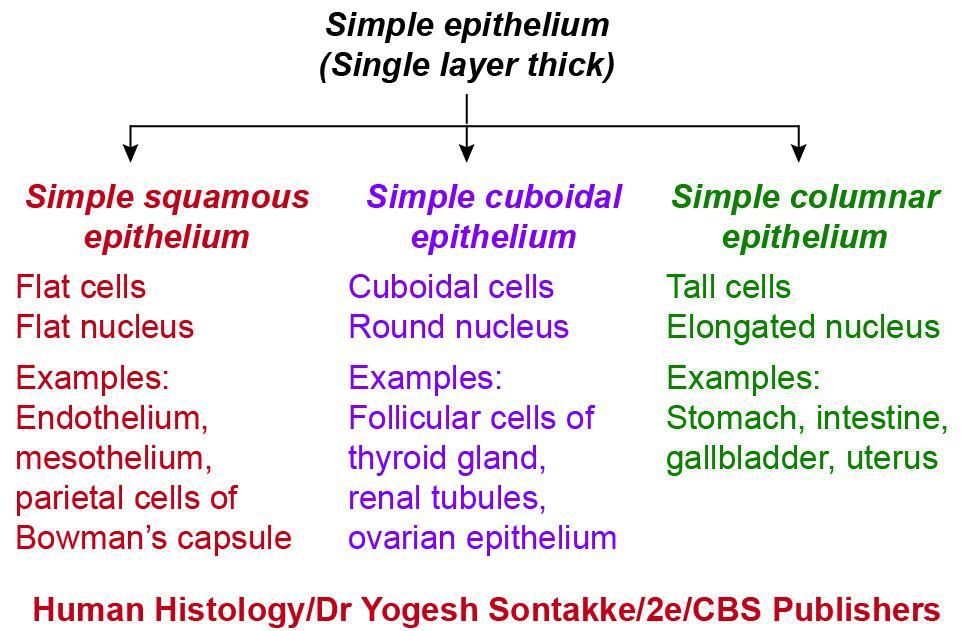 Simple epithelium
(Single layer thick)
Simple squamous
epithelium
Flat cells
Flat nucleus
Examples:
Endothelium,
mesothelium,
parietal cells of
Bowman’s capsule
Simple cuboidal
epithelium
Cuboidal cells
Round nucleus
Examples:
Follicular cells of
thyroid gland,
renal tubules,
ovarian epithelium
Simple columnar
epithelium
Tall cells
Elongated nucleus
Examples:
Stomach, intestine,
gallbladder, uterus
Human Histology/Dr Yogesh Sontakke/2e/CBS Publishers